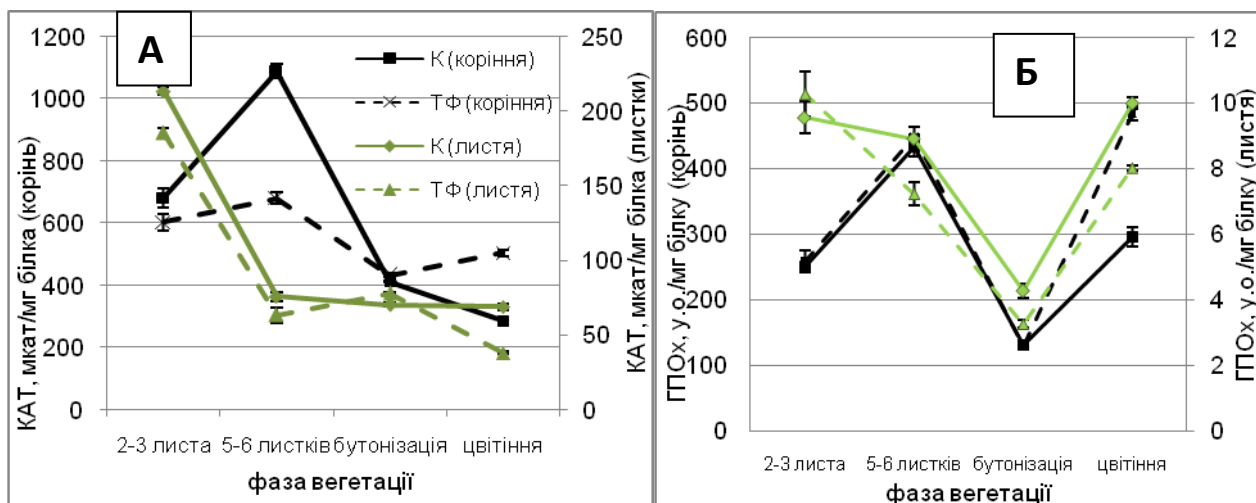 А
1200
1000
800
600
400
200
0
КАТ, мкат/мг білка (корінь)
250
200
150
100
50
0
КАТ, мкат/мг білка (листки)
К (коріння)
ТФ (коріння)
К (листя)
ТФ (листя)
2-3 листа 5-6 листків бутонізація цвітіння
фаза вегетації
Б
600
500
400
300
200
100
0
ГПОх, у.о./мг білку (корінь)
12
10
8
6
4
2
0
ГПОх, у.о./мг білку (листя)
2-3 листа 5-6 листків бутонізація цвітіння
фаза вегетації